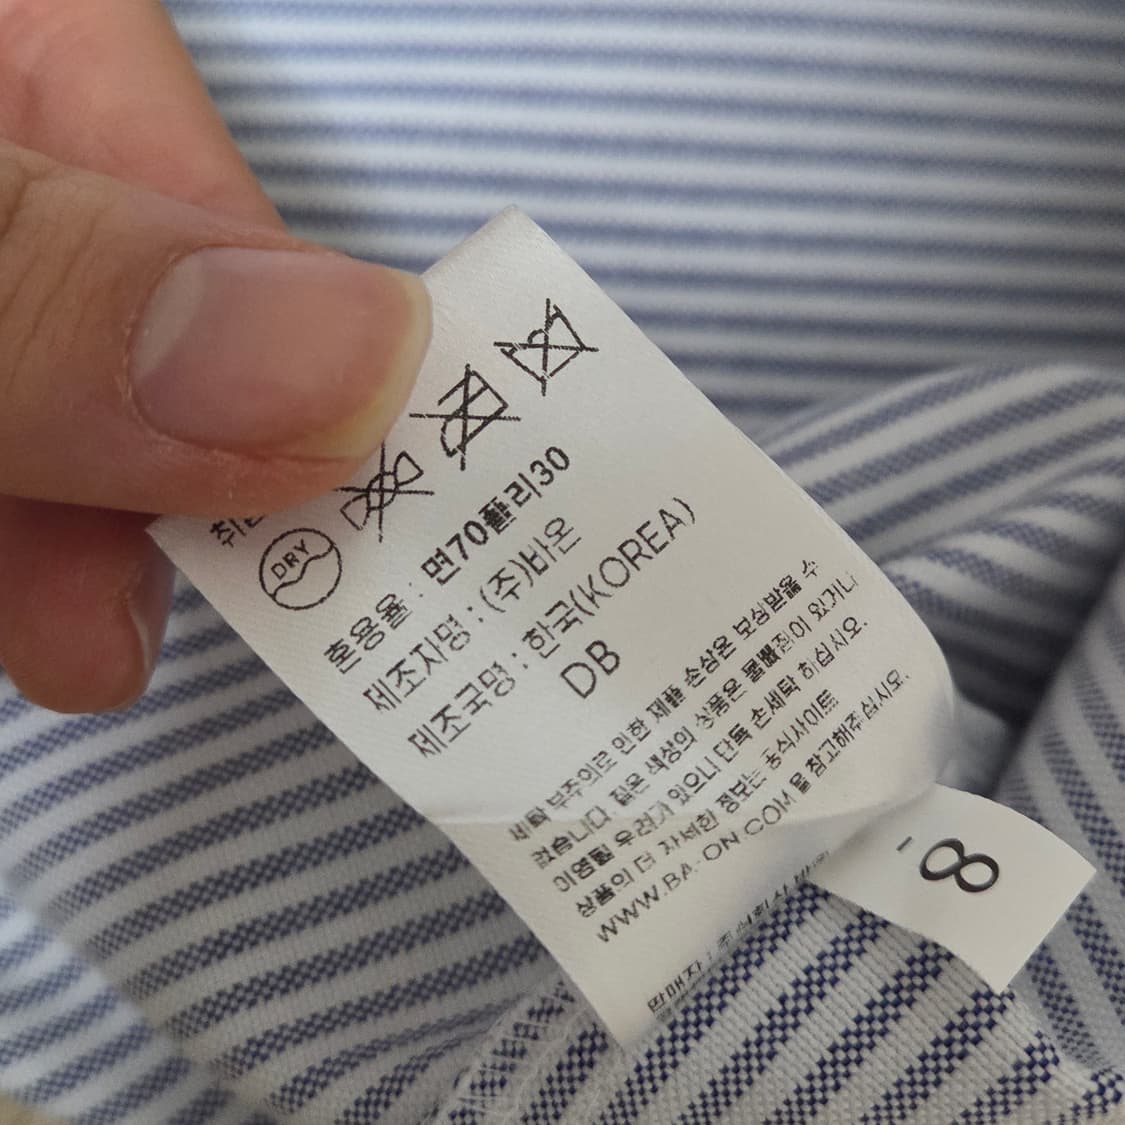 DRY
혼용율 : 면70폴리30
제조자명 : (주)바온
제조국명 : 한국(KOREA)
DB
세탁 부주의로 인한 제품 손상은 보상받을 수
없습니다. 짙은 색상의 상품은 물빠짐이 있거나
이염될 우려가 있으니 단독 손세탁 하십시오.
상품의 더 자세한 정보는 공식사이트
WWW.BA-ON.COM 을 참고해주십시오.
판매자 :
8